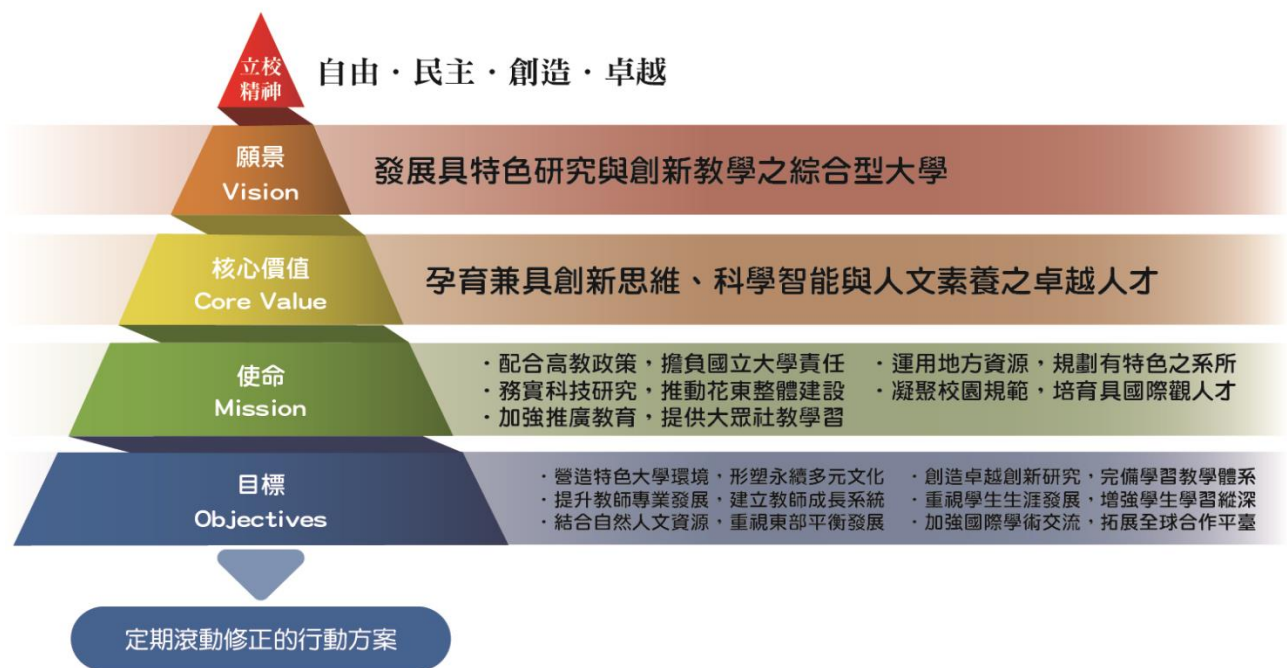 立校
精神
自由．民主．創造．卓越
願景
Vision
發展具特色研究與創新教學之綜合型大學
核心價值
Core Value
孕育兼具創新思維、科學智能與人文素養之卓越人才
使命
Mission
．配合高教政策，擔負國立大學責任
．務實科技研究，推動花東整體建設
．加強推廣教育，提供大眾社教學習
．運用地方資源，規劃有特色之系所
．凝聚校園規範，培育具國際觀人才
目標
Objectives
．營造特色大學環境，形塑永續多元文化
．提升教師專業發展，建立教師成長系統
．結合自然人文資源，重視東部平衡發展
．創造卓越創新研究，完備學習教學體系
．重視學生生涯發展，增強學生學習縱深
．加強國際學術交流，拓展全球合作平臺
定期滾動修正的行動方案